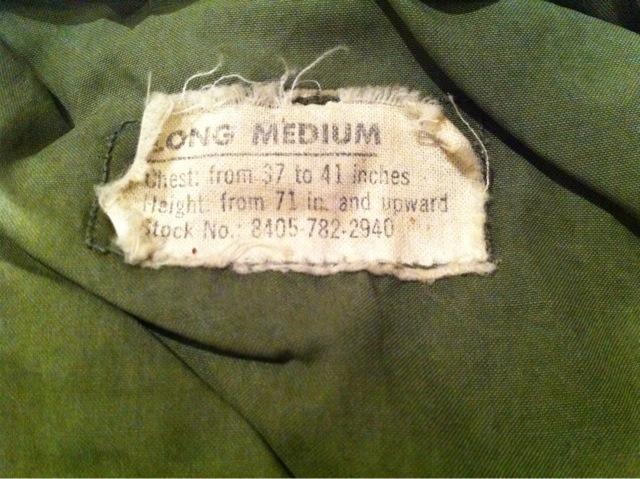 LONG MEDIUM
Chest: from 37 to 41 inches
Height: from 71 in. and upward
Stock No.: 8405-782-2940